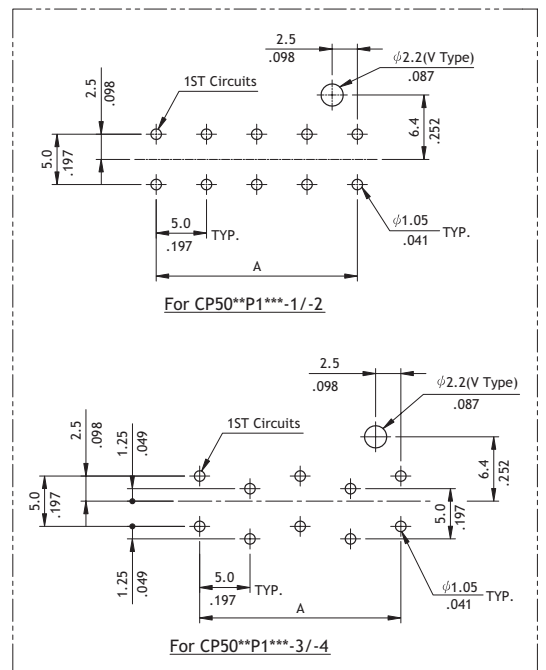 2.5
.098
φ2.2(V Type)
.087
1ST Circuits
2.5
.098
5.0
.197
6.4
.252
5.0
.197
TYP.
φ1.05
.041
TYP.
A
For CP50**P1***-1/-2
2.5
.098
φ2.2(V Type)
.087
1ST Circuits
2.5
.098
1.25
.049
5.0
.197
6.4
.252
5.0
.197
1.25
.049
5.0
.197
TYP.
φ1.05
.041
TYP.
A
For CP50**P1***-3/-4